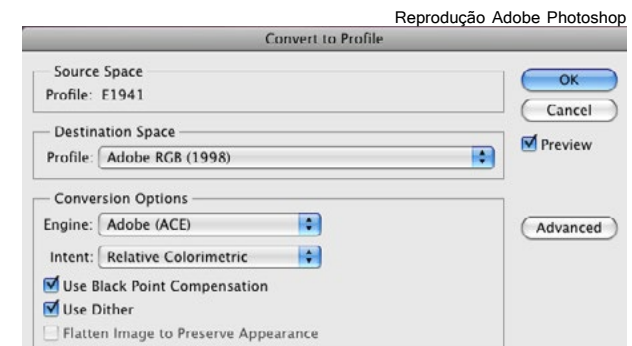 Reprodução Adobe Photoshop
Convert to Profile
Source Space
Profile: E1941
OK
Cancel
Preview
Destination Space
Profile: Adobe RGB (1998)
Conversion Options
Engine: Adobe (ACE)
Advanced
Intent: Relative Colorimetric
Use Black Point Compensation
Use Dither
Flatten Image to Preserve Appearance